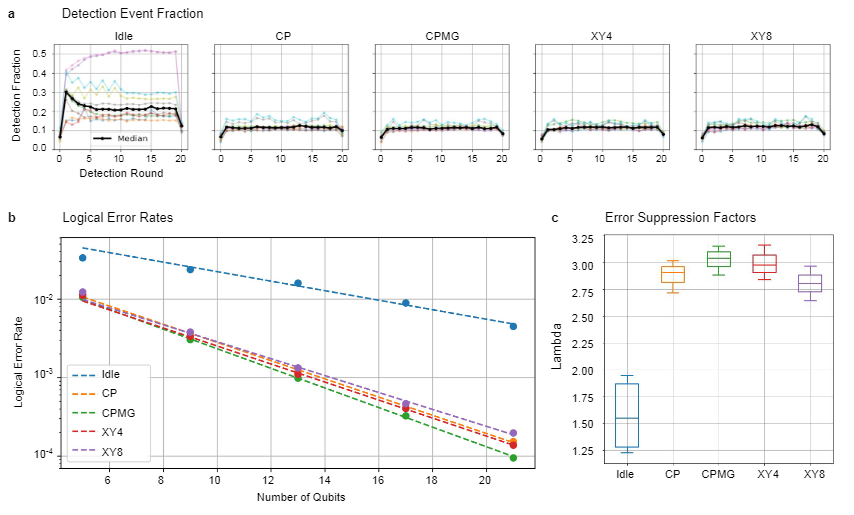 a Detection Event Fraction
Idle CP CPMG XY4 XY8
Detection Fraction
0.5
0.4
0.3
0.2
0.1
0.0
Median
0 5 10 15 20 0 5 10 15 20 0 5 10 15 20 0 5 10 15 20 0 5 10 15 20
Detection Round
b Logical Error Rates
Logical Error Rate
10-2
10-3
10-4
Idle
CP
CPMG
XY4
XY8
6 8 10 12 14 16 18 20
Number of Qubits
c Error Suppression Factors
Lambda
3.25
3.00
2.75
2.50
2.25
2.00
1.75
1.50
1.25
Idle CP CPMG XY4 XY8